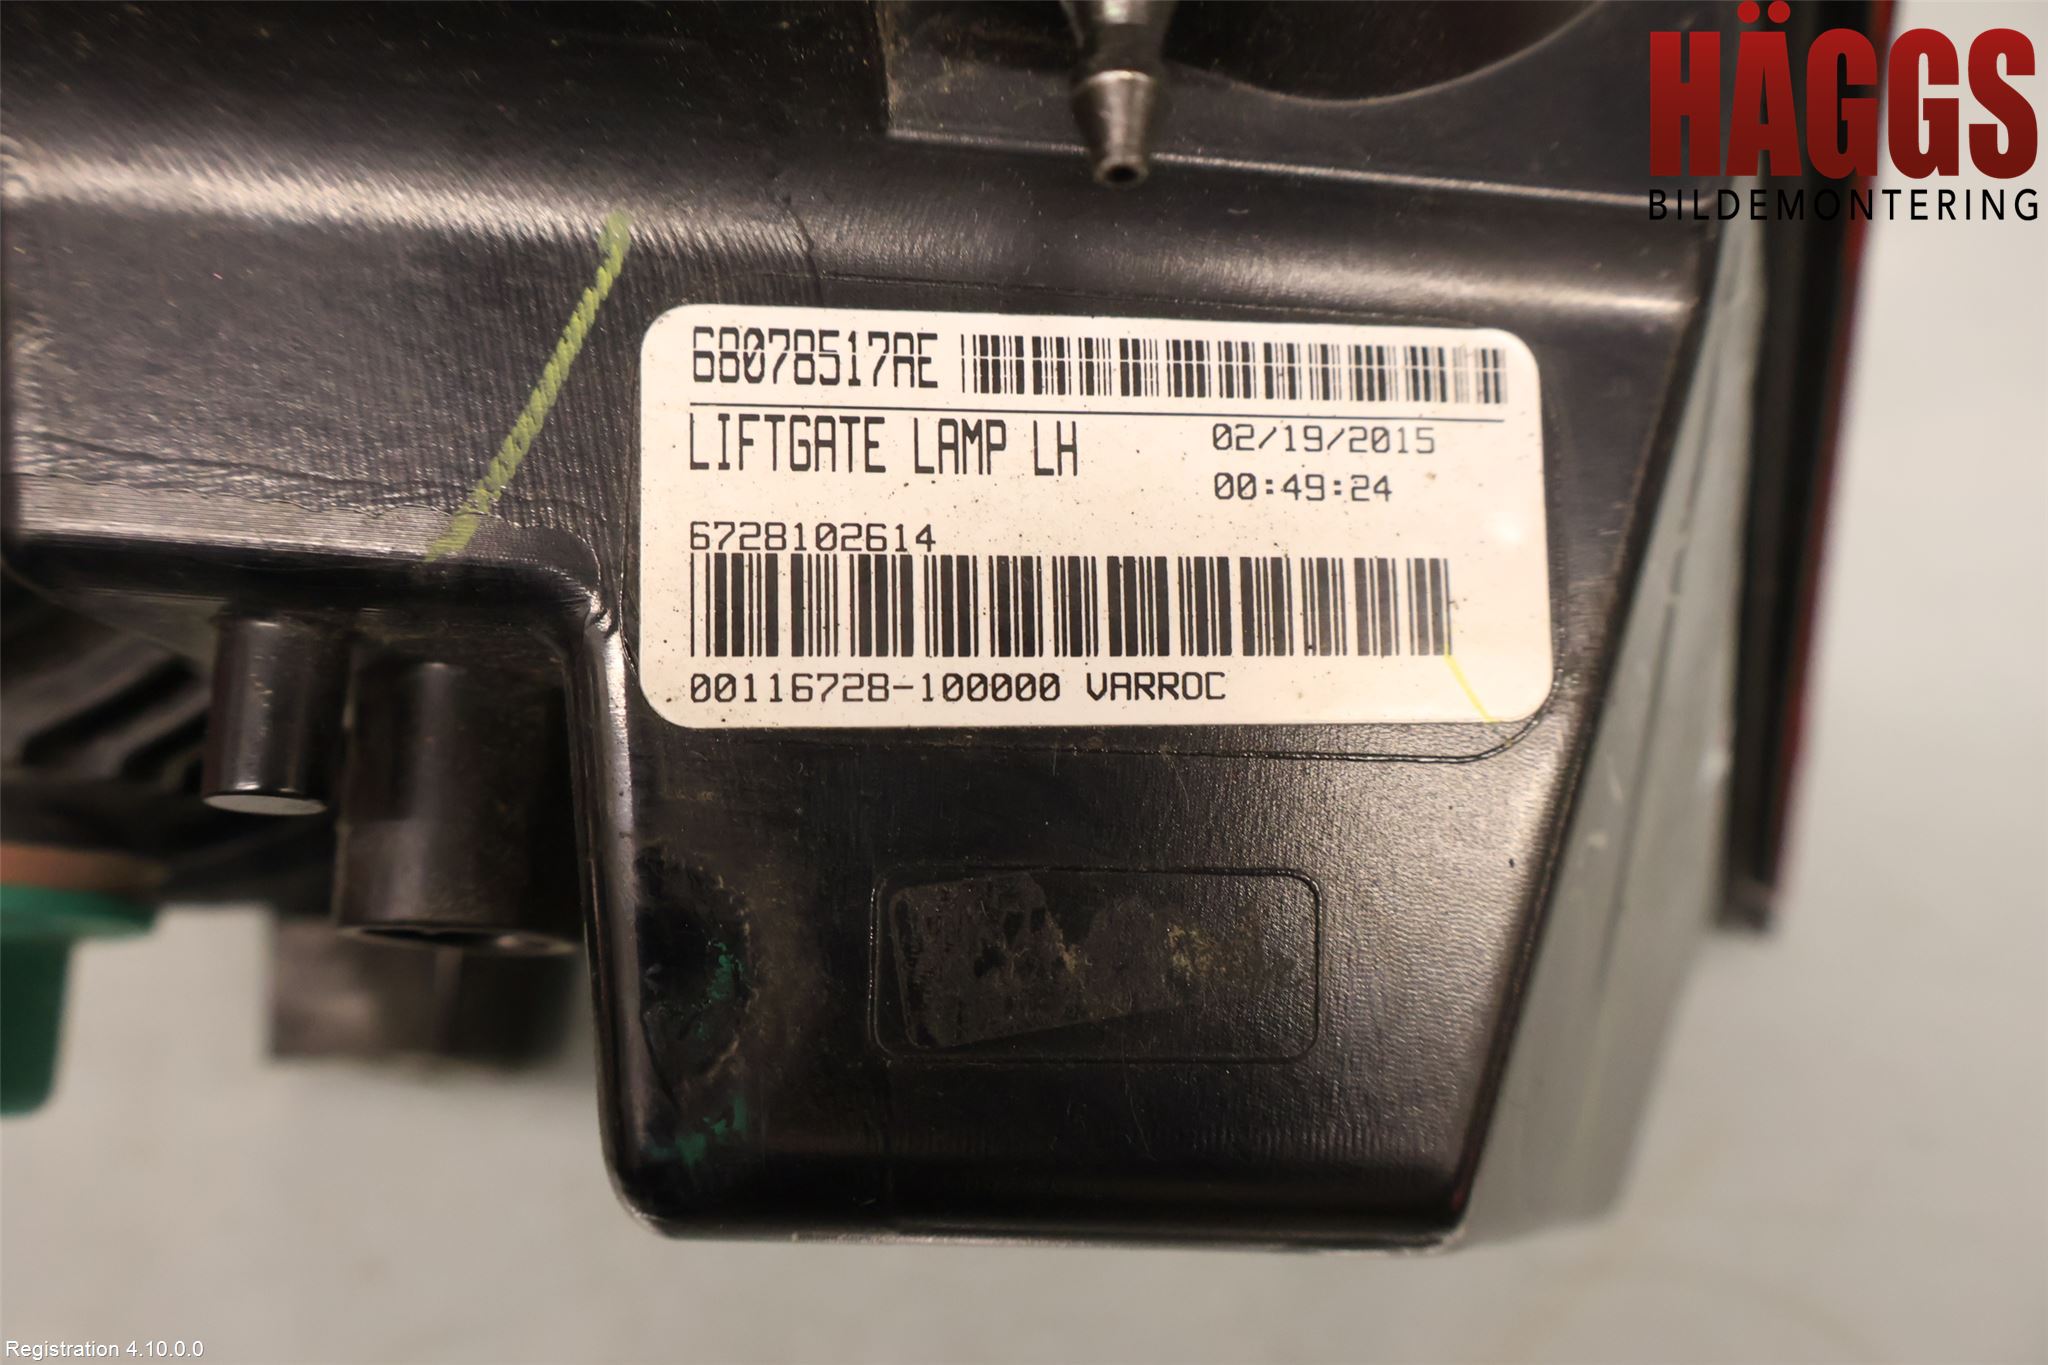 HÄGGS
BILDEMONTERING
68078517AE
LIFTGATE LAMP LH
02/19/2015
00:49:24
6728102614
00116728-100000 VARROC
Registration 4.10.0.0